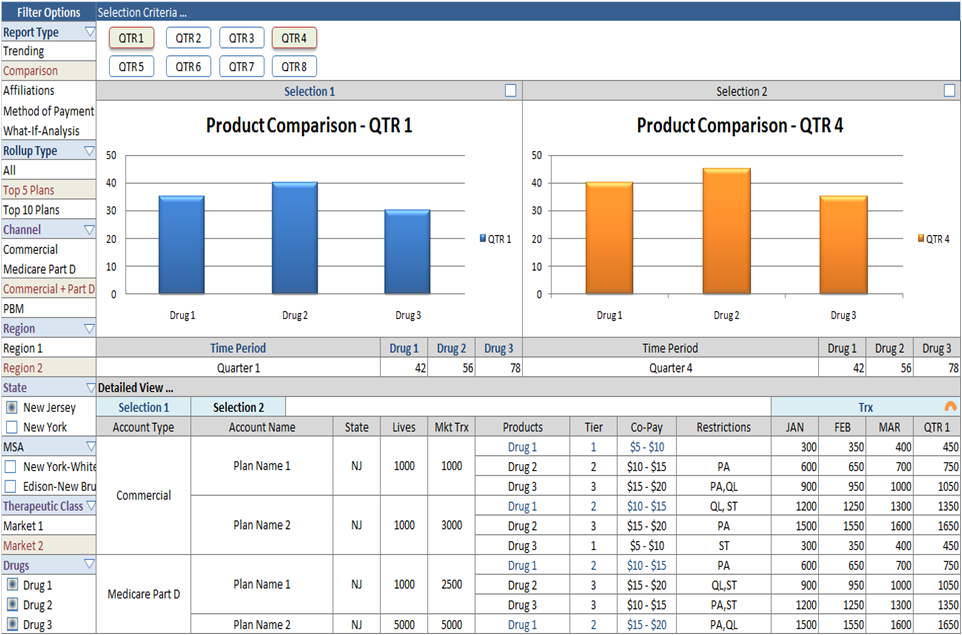 Filter Options
Selection Criteria ...
Report Type
Trending
Comparison
Affiliations
Method of Payment
What-If-Analysis
Rollup Type
All
Top 5 Plans
Top 10 Plans
Channel
Commercial
Medicare Part D
Commercial + Part D
PBM
Region
Region 1
Region 2
State
New Jersey
New York
MSA
New York-White
Edison-New Bru
Therapeutic Class
Market 1
Market 2
Drugs
Drug 1
Drug 2
Drug 3
QTR 1 QTR 2 QTR 3 QTR 4
QTR 5 QTR 6 QTR 7 QTR 8
Selection 1
Product Comparison - QTR 1
50
40
30
20
10
0
Drug 1 Drug 2 Drug 3
QTR 1
Selection 2
Product Comparison - QTR 4
50
40
30
20
10
0
Drug 1 Drug 2 Drug 3
QTR 4
Time Period Drug 1 Drug 2 Drug 3 Time Period Drug 1 Drug 2 Drug 3
Quarter 1 42 56 78 Quarter 4 42 56 78
Detailed View ...
Selection 1 Selection 2 Trx
Account Type Account Name State Lives Mkt Trx Products Tier Co-Pay Restrictions JAN FEB MAR QTR 1
Commercial
Plan Name 1 NJ 1000 1000
Drug 1 1 $5 - $10 300 350 400 450
Drug 2 2 $10 - $15 PA 600 650 700 750
Drug 3 3 $15 - $20 PA,QL 900 950 1000 1050
Plan Name 2 NJ 1000 3000
Drug 1 2 $10 - $15 QL, ST 1200 1250 1300 1350
Drug 2 3 $15 - $20 PA 1500 1550 1600 1650
Drug 3 1 $5 - $10 ST 300 350 400 450
Medicare Part D
Plan Name 1 NJ 1000 2500
Drug 1 2 $10 - $15 PA 600 650 700 750
Drug 2 3 $15 - $20 QL,ST 900 950 1000 1050
Drug 3 3 $10 - $15 PA,ST 1200 1250 1300 1350
Plan Name 2 NJ 5000 5000 Drug 1 2 $15 - $20 PA,QL 1500 1550 1600 1650